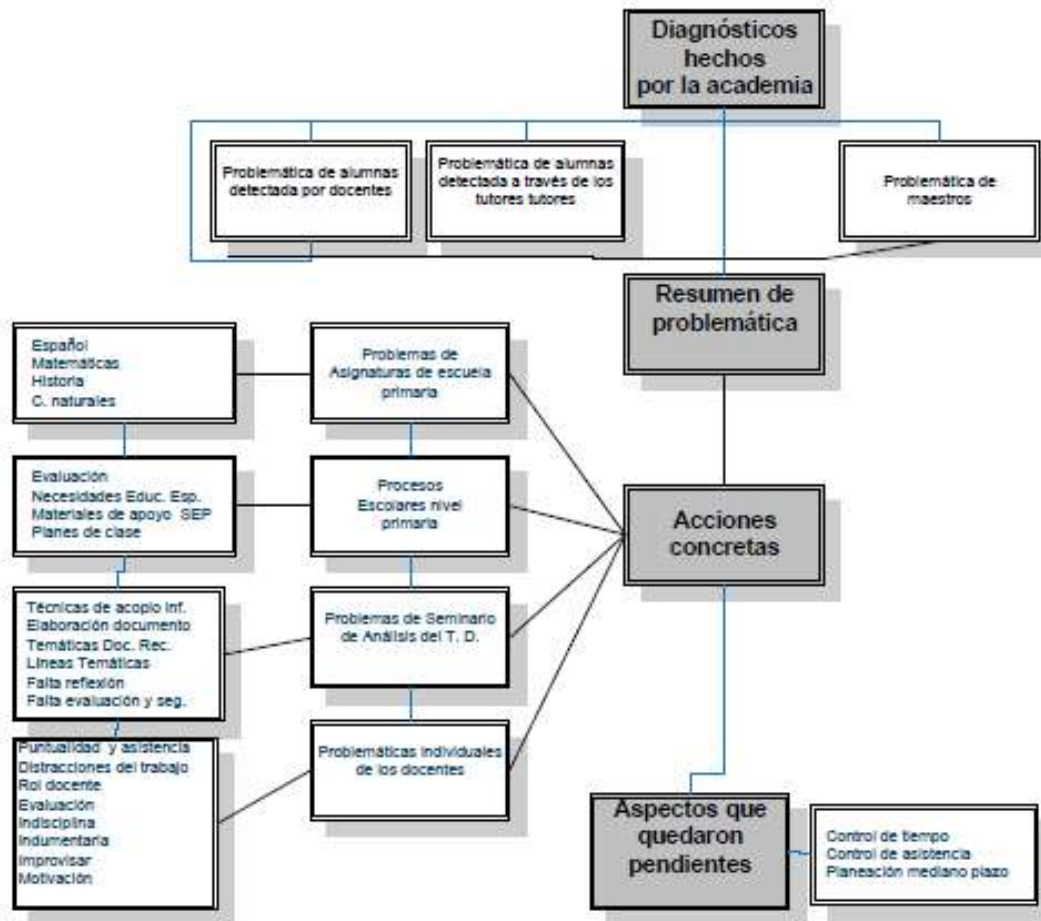 Diagnósticos
hechos
por la academia
Problemática de alumnas
detectada por docentes
Problemática de alumnas
detectada a través de los
tutores tutores
Problemática de
maestros
Resumen de
problemática
Español
Matemáticas
Historia
C. naturales
Problemas de
Asignaturas de escuela
primaria
Evaluación
Necesidades Educ. Esp.
Materiales de apoyo SEP
Planes de clase
Procesos
Escolares nivel
primaria
Acciones
concretas
Técnicas de acopio Inf.
Elaboración documento
Temáticas Doc. Rec.
Líneas Temáticas
Falta reflexión
Falta evaluación y seg.
Problemas de Seminario
de Análisis del T. D.
Puntualidad y asistencia
Distracciones del trabajo
Rol docente
Evaluación
Indisciplina
Indumentaria
Improvisar
Motivación
Problemáticas individuales
de los docentes
Aspectos que
quedaron
pendientes
Control de tiempo
Control de asistencia
Planeación mediano plazo